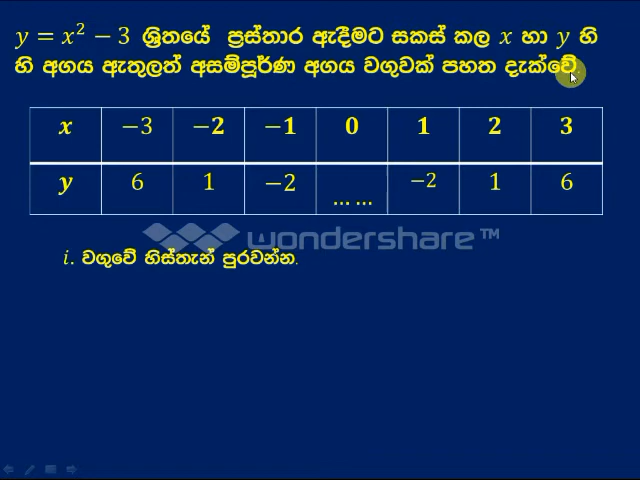 y = x² − 3 ශ්‍රිතයේ ප්‍රස්තාර ඇදීමට සකස් කල x හා y හි
හි අගය ඇතුලත් අසම්පූර්ණ අගය වගුවක් පහත දැක්වේ.
x −3 −2 −1 0 1 2 3
y 6 1 −2 ...... −2 1 6
wondershare™
i. වගුවේ හිස්තැන් පුරවන්න.